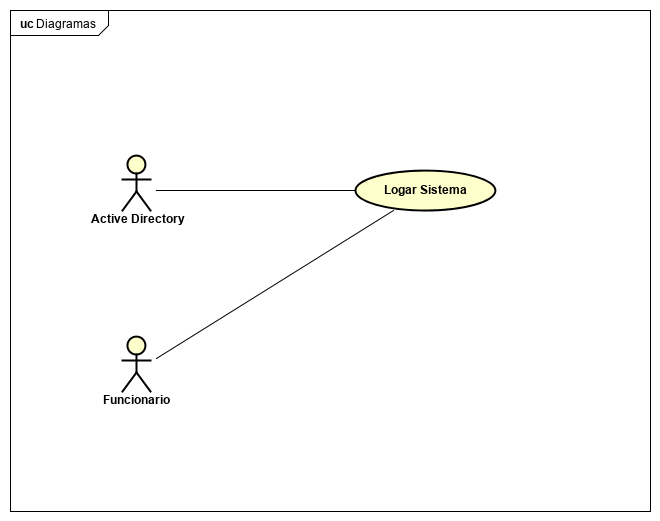 uc Diagramas
Active Directory
Logar Sistema
Funcionario